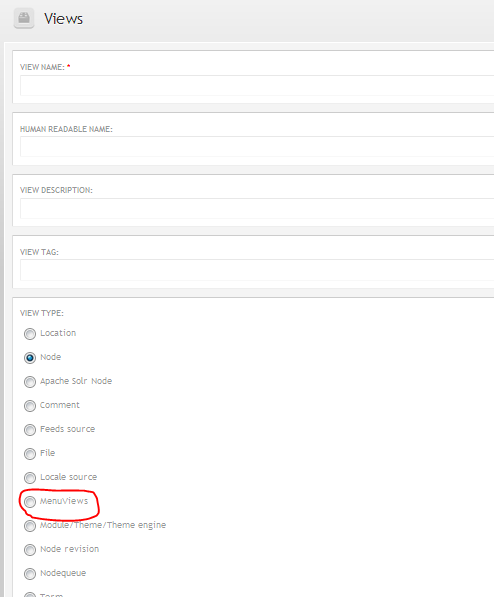 Views
VIEW NAME: *
HUMAN READABLE NAME:
VIEW DESCRIPTION:
VIEW TAG:
VIEW TYPE:
Location
Node
Apache Solr Node
Comment
Feeds source
File
Locale source
MenuViews
Module/Theme/Theme engine
Node revision
Nodequeue
Term